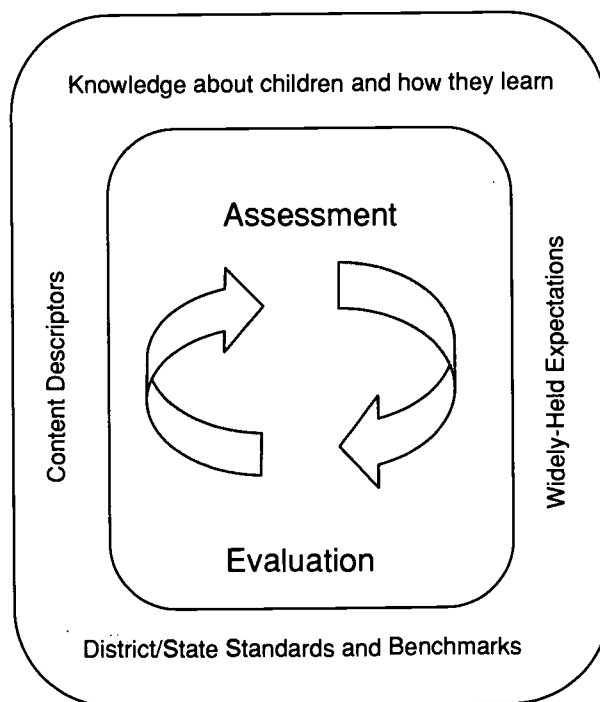 Knowledge about children and how they learn
Assessment
Content Descriptors
Widely-Held Expectations
Evaluation
District/State Standards and Benchmarks